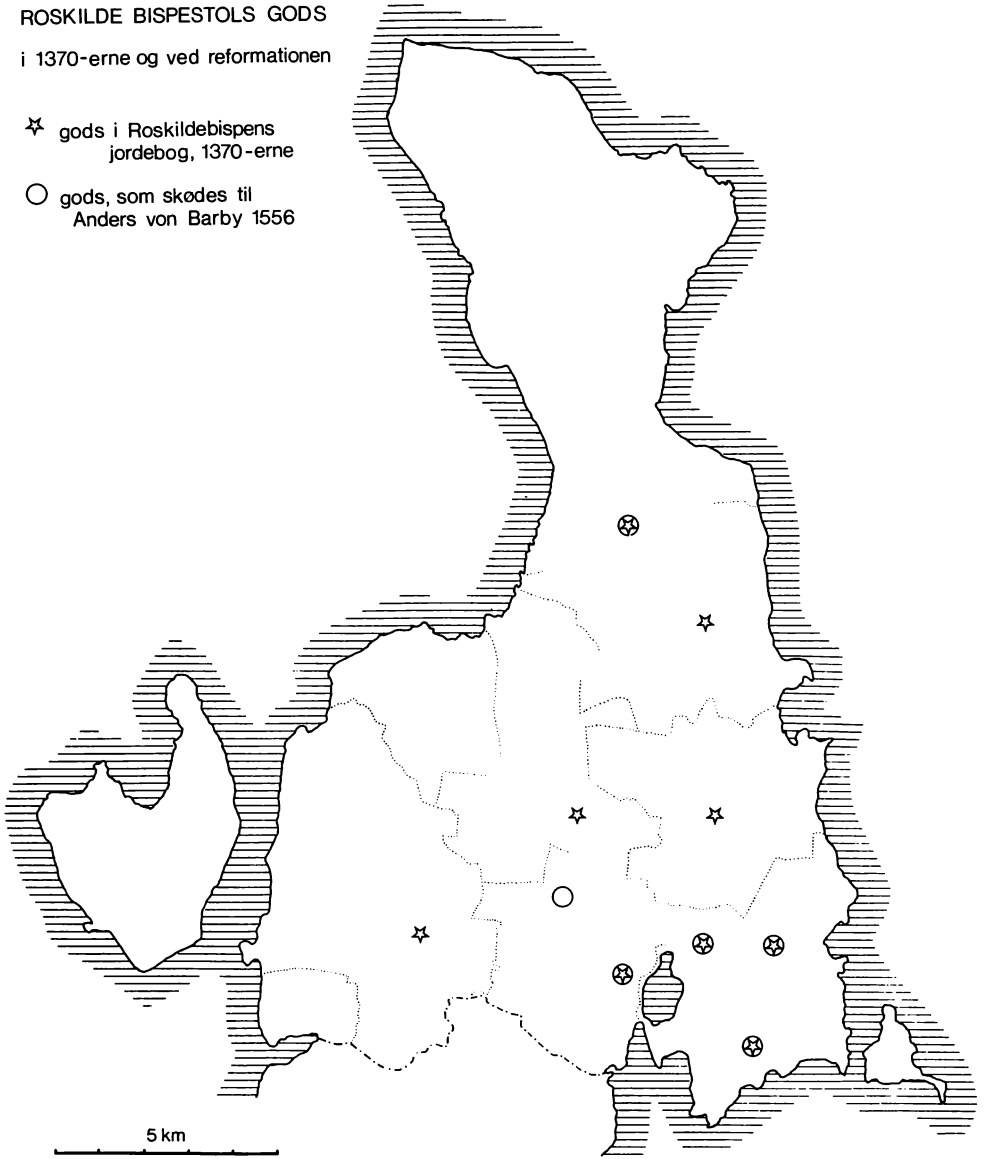 ROSKILDE BISPESTOLS GODS
i 1370-erne og ved reformationen
gods i Roskildebispens
jordebog, 1370-erne
gods, som skødes til
Anders von Barby 1556
5 km